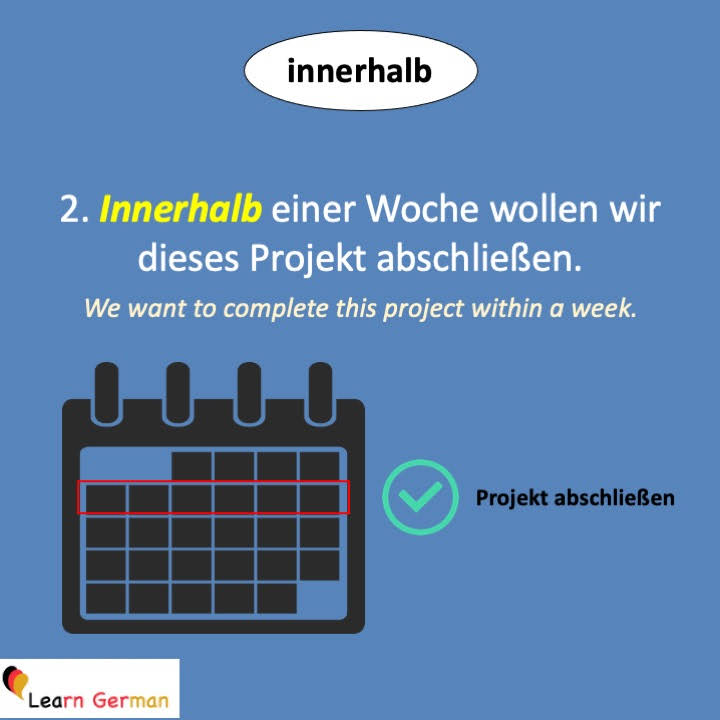 innerhalb
2. Innerhalb einer Woche wollen wir
dieses Projekt abschließen.
We want to complete this project within a week.
Projekt abschließen
Learn German